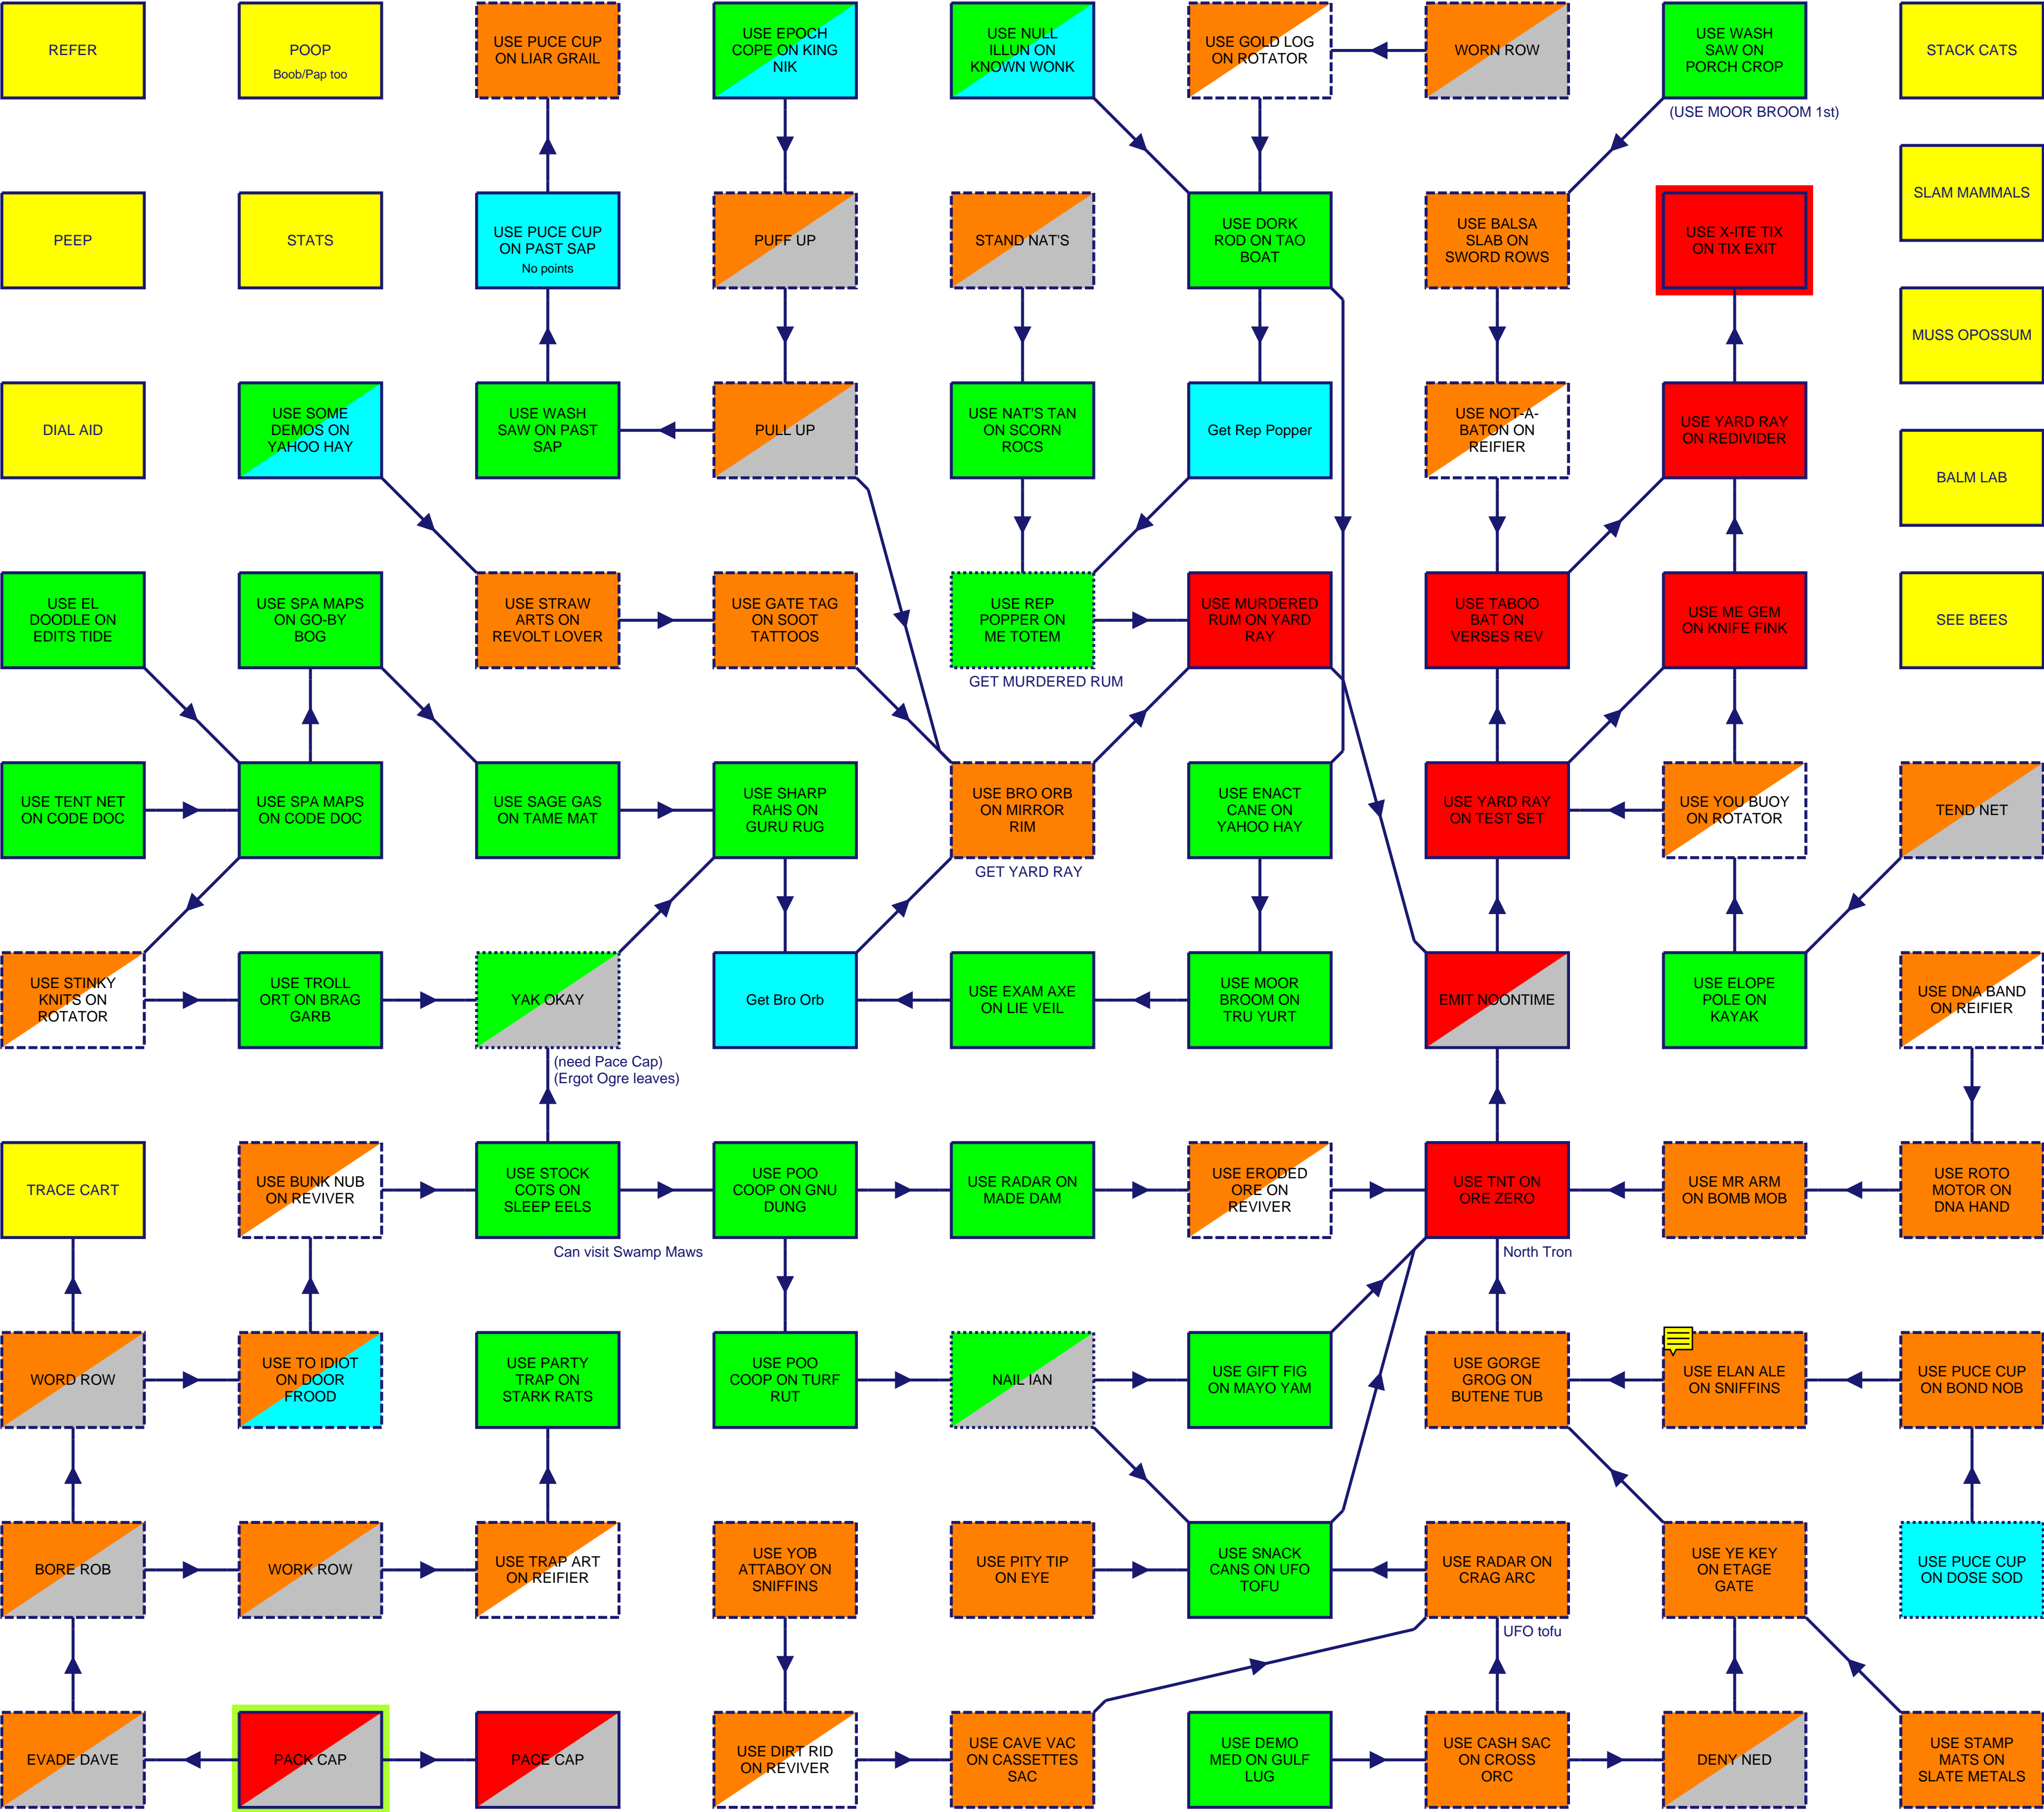 REFER
POOP
Boob/Pap too
USE PUCE CUP
ON LIAR GRAIL
USE EPOCH
COPE ON KING
NIK
USE NULL
ILLUN ON
KNOWN WONK
USE GOLD LOG
ON ROTATOR
WORN ROW
USE WASH
SAW ON
PORCH CROP
(USE MOOR BROOM 1st)
STACK CATS
SLAM MAMMALS
PEEP
STATS
USE PUCE CUP
ON PAST SAP
No points
PUFF UP
STAND NAT'S
USE DORK
ROD ON TAO
BOAT
USE BALSA
SLAB ON
SWORD ROWS
USE X-ITE TIX
ON TIX EXIT
MUSS OPOSSUM
DIAL AID
USE SOME
DEMOS ON
YAHOO HAY
USE WASH
SAW ON PAST
SAP
PULL UP
USE NAT'S TAN
ON SCORN
ROCS
Get Rep Popper
USE NOT-A-
BATON ON
REIFIER
USE YARD RAY
ON REDIVIDER
BALM LAB
USE EL
DOODLE ON
EDITS TIDE
USE SPA MAPS
ON GO-BY
BOG
USE STRAW
ARTS ON
REVOLT LOVER
USE GATE TAG
ON SOOT
TATTOOS
USE REP
POPPER ON
ME TOTEM
GET MURDERED RUM
USE MURDERED
RUM ON YARD
RAY
USE TABOO
BAT ON
VERSES REV
USE ME GEM
ON KNIFE FINK
SEE BEES
USE TENT NET
ON CODE DOC
USE SPA MAPS
ON CODE DOC
USE SAGE GAS
ON TAME MAT
USE SHARP
RAHS ON
GURU RUG
USE BRO ORB
ON MIRROR
RIM
GET YARD RAY
USE ENACT
CANE ON
YAHOO HAY
USE YARD RAY
ON TEST SET
USE YOU BUOY
ON ROTATOR
TEND NET
USE STINKY
KNITS ON
ROTATOR
USE TROLL
ORT ON BRAG
GARB
YAK OKAY
(need Pace Cap)
(Ergot Ogre leaves)
Get Bro Orb
USE EXAM AXE
ON LIE VEIL
USE MOOR
BROOM ON
TRU YURT
EMIT NOONTIME
USE ELOPE
POLE ON
KAYAK
USE DNA BAND
ON REIFIER
TRACE CART
USE BUNK NUB
ON REVIVER
USE STOCK
COTS ON
SLEEP EELS
Can visit Swamp Maws
USE POO
COOP ON GNU
DUNG
USE RADAR ON
MADE DAM
USE ERODED
ORE ON
REVIVER
USE TNT ON
ORE ZERO
North Tron
USE MR ARM
ON BOMB MOB
USE ROTO
MOTOR ON
DNA HAND
WORD ROW
USE TO IDIOT
ON DOOR
FROOD
USE PARTY
TRAP ON
STARK RATS
USE POO
COOP ON TURF
RUT
NAIL IAN
USE GIFT FIG
ON MAYO YAM
USE GORGE
GROG ON
BUTENE TUB
USE ELAN ALE
ON SNIFFINS
USE PUCE CUP
ON BOND NOB
BORE ROB
WORK ROW
USE TRAP ART
ON REIFIER
USE YOB
ATTABOY ON
SNIFFINS
USE PITY TIP
ON EYE
USE SNACK
CANS ON UFO
TOFU
USE RADAR ON
CRAG ARC
UFO tofu
USE YE KEY
ON ETAGE
GATE
USE PUCE CUP
ON DOSE SOD
EVADE DAVE
PACK CAP
PACE CAP
USE DIRT RID
ON REVIVER
USE CAVE VAC
ON CASSETTES
SAC
USE DEMO
MED ON GULF
LUG
USE CASH SAC
ON CROSS
ORC
DENY NED
USE STAMP
MATS ON
SLATE METALS